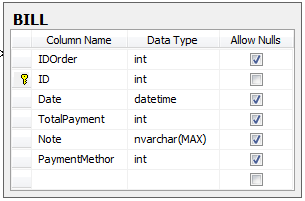 BILL
Column Name Data Type Allow Nulls
IDOrder int
ID int
Date datetime
TotalPayment int
Note nvarchar(MAX)
PaymentMethor int